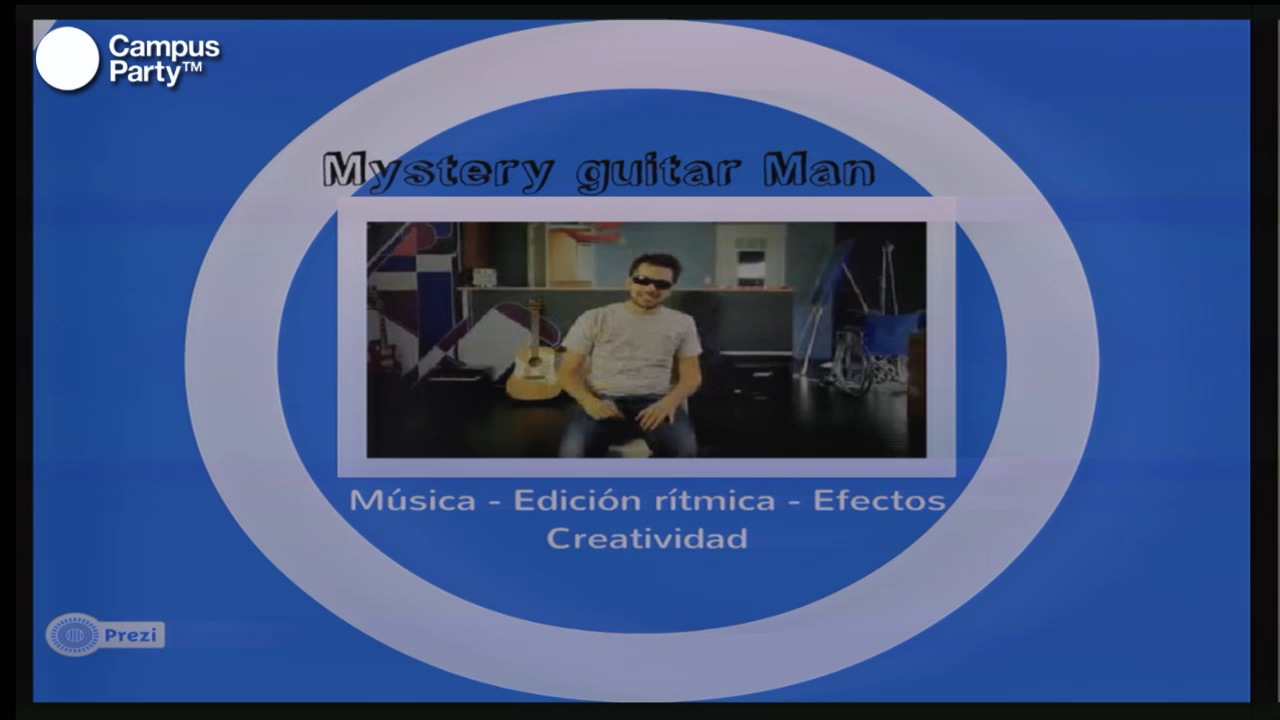 Campus
Party™
Mystery guitar Man
Música - Edición rítmica - Efectos
Creatividad
Prezi